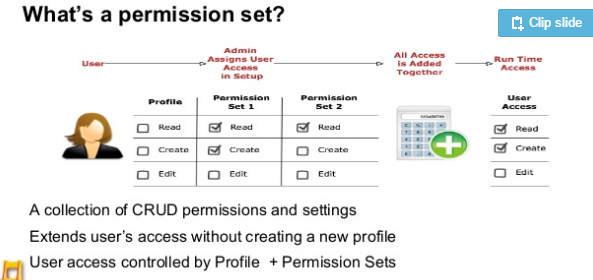 What's a permission set?
Clip slide
User
Admin
Assigns User
Access
in Setup
All Access
is Added
Together
Run Time
Access
Profile
Permission
Set 1
Permission
Set 2
User
Access
Read
Read
Read
Read
Create
Create
Create
Create
Edit
Edit
Edit
Edit
A collection of CRUD permissions and settings
Extends user's access without creating a new profile
User access controlled by Profile + Permission Sets